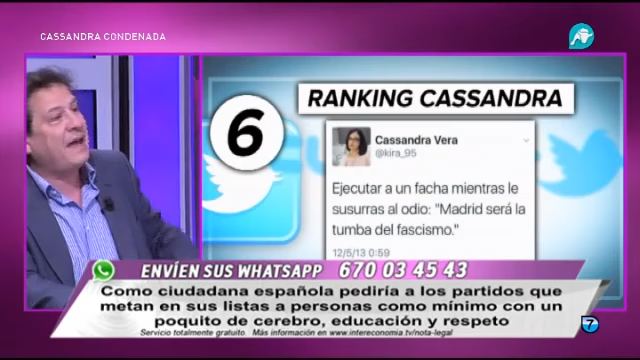 CASSANDRA CONDENADA
6
RANKING CASSANDRA
Cassandra Vera
@kira_95
Ejecutar a un facha mientras le
susurras al odio: "Madrid será la
tumba del fascismo."
12/5/13 0:59
ENVÍEN SUS WHATSAPP 670 03 45 43
Como ciudadana española pediría a los partidos que
metan en sus listas a personas como mínimo con un
poquito de cerebro, educación y respeto
Servicio totalmente gratuito. Más información en www.intereconomia.tv/nota-legal
7